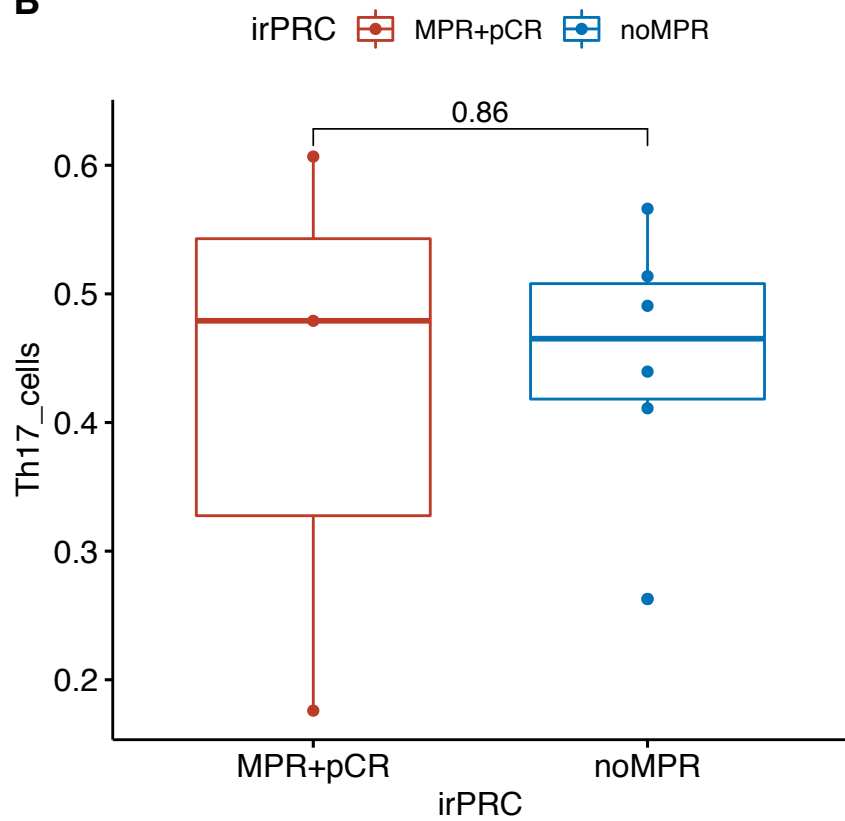 B
irPRC MPR+pCR noMPR
0.86
0.6
0.5
0.4
0.3
0.2
Th17_cells
MPR+pCR noMPR
irPRC